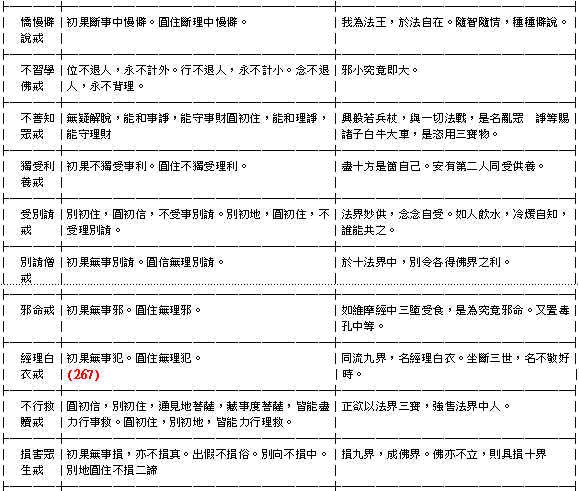 憍慢僻 初果斷事中慢僻。圓住斷理中慢僻。 我為法王，於法自在。隨智隨情，種種僻說。
說戒
不習學 位不退人，永不計外。行不退人，永不計小。念不退 邪小究竟即大。
佛戒 人，永不背理。
不善知 無疑解脫，能和事諍，能守事財圓初住，能和理諍， 興般若兵杖，與一切法戰，是名亂眾　諍等賜
眾戒 能守理財 諸子白牛大車，是恣用三寶物。
獨受利 初果不獨受事利。圓住不獨受理利。 盡十方是箇自己。安有第二人同受供養。
養戒
受別請 別初住，圓初信，不受事別請。別初地，圓初住，不 法界妙供，念念自受。如人飲水，冷煖自知，
戒 受理別請。 誰能共之。
別請僧 初果無事別請。圓信無理別請。 於十法界中，別令各得佛界之利。
戒
邪命戒 初果無事邪。圓住無理邪。 如維摩經中三墮受食，是為究竟邪命。又置毒
孔中等。
經理白 初果無事犯。圓住無理犯。 同流九界，名經理白衣。坐斷三世，名不敬好
衣戒 (267) 時。
不行救 圓初信，別初住，通見地菩薩，藏事度菩薩，皆能盡 正欲以法界三寶，強售法界中人。
贖戒 力行事救。圓初住，別初地，皆能力行理救。
損害眾 初果無事損，亦不損真。出假不損俗。別向不損中。 損九界，成佛界。佛亦不立，則具損十界
生戒 別地圓住不損二諦